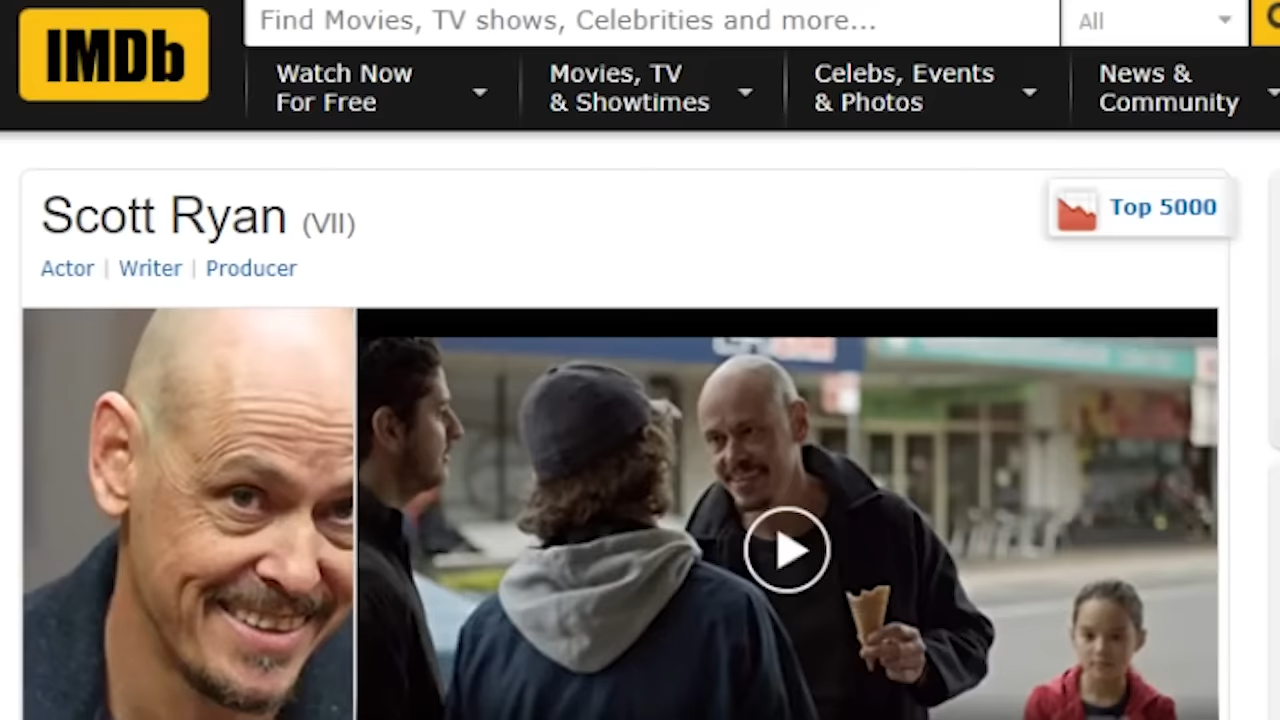 IMDb
Find Movies, TV shows, Celebrities and more...
All
Watch Now
For Free
Movies, TV
& Showtimes
Celebs, Events
& Photos
News &
Community
Scott Ryan (VII)
Top 5000
Actor | Writer | Producer